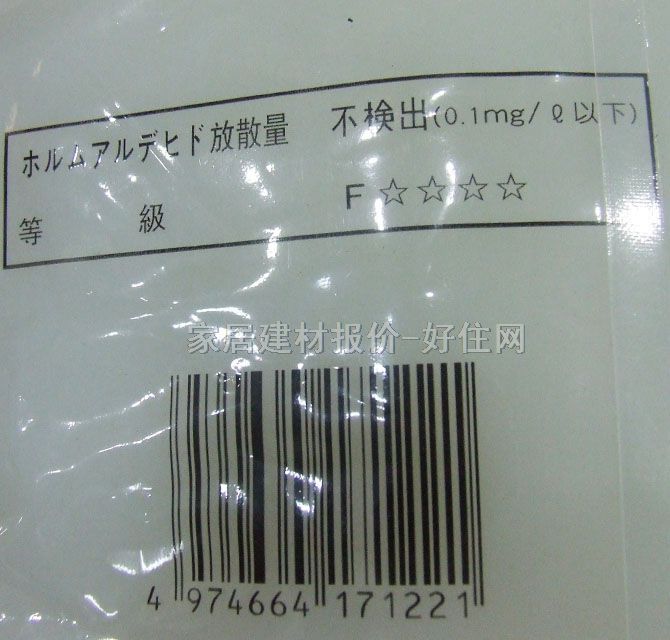 ホルムアルデヒド放散量 不検出(0.1mg/ℓ以下)
等 級 F☆☆☆☆
家居建材报价-好住网
4 974664 171221